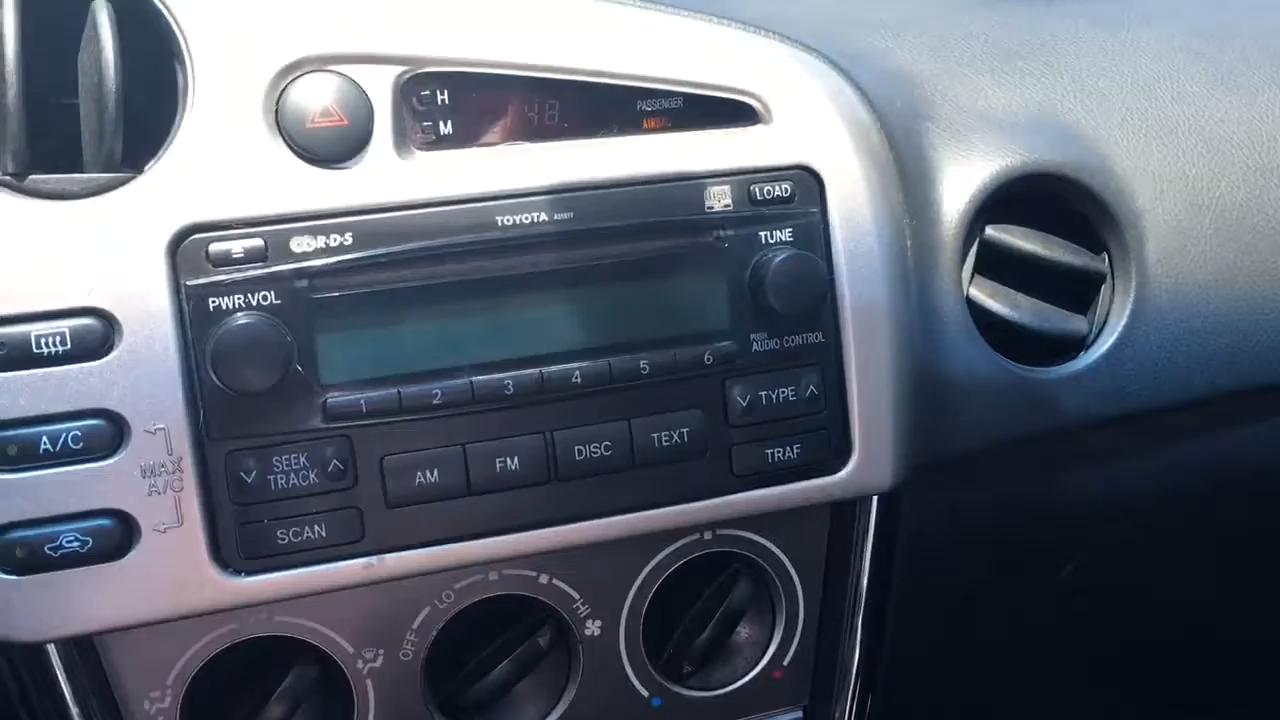 H
M
48
PASSENGER
AIRBAG
TOYOTA
LOAD
R·D·S
PWR·VOL
TUNE
PUSH
AUDIO CONTROL
1 2 3 4 5 6
∨ TYPE ∧
A/C
MAX
A/C
SEEK
TRACK
AM FM DISC TEXT
TRAF
SCAN
OFF LO HI